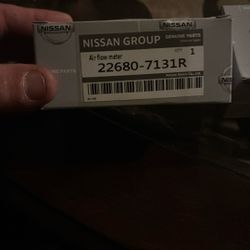 NISSAN
NISSAN GROUP
GENUINE PARTS
QTY
1
Air flow meter
22680-7131R